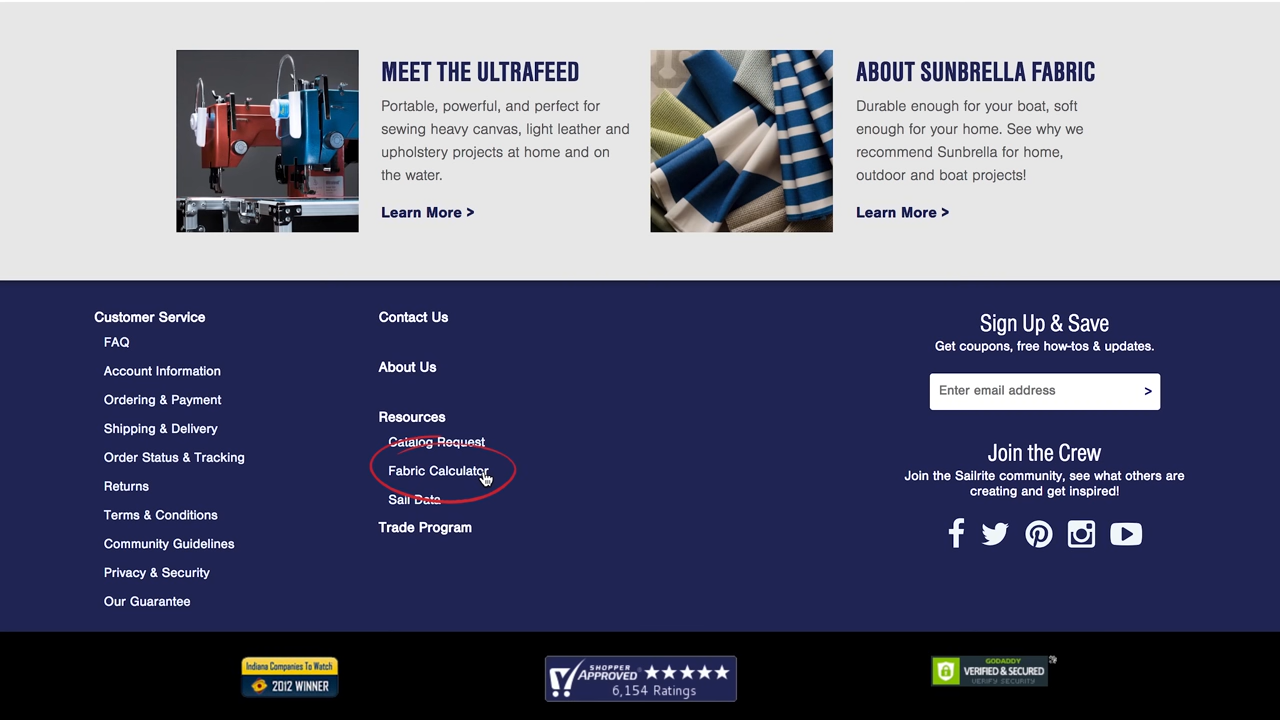 MEET THE ULTRAFEED
Portable, powerful, and perfect for
sewing heavy canvas, light leather and
upholstery projects at home and on
the water.
Learn More >
ABOUT SUNBRELLA FABRIC
Durable enough for your boat, soft
enough for your home. See why we
recommend Sunbrella for home,
outdoor and boat projects!
Learn More >
Customer Service
FAQ
Account Information
Ordering & Payment
Shipping & Delivery
Order Status & Tracking
Returns
Terms & Conditions
Community Guidelines
Privacy & Security
Our Guarantee
Contact Us
About Us
Resources
Catalog Request
Fabric Calculator
Sail Data
Trade Program
Sign Up & Save
Get coupons, free how-tos & updates.
Enter email address >
Join the Crew
Join the Sailrite community, see what others are
creating and get inspired!
Indiana Companies To Watch
2012 WINNER
SHOPPER
APPROVED
6,154 Ratings
GODADDY
VERIFIED & SECURED
VERIFY SECURITY